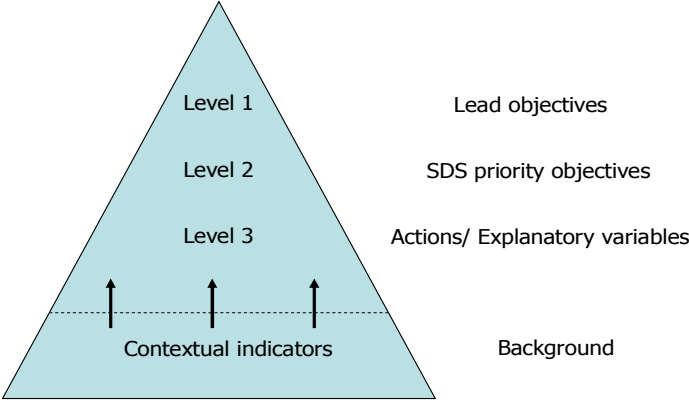 Level 1 Lead objectives
Level 2 SDS priority objectives
Level 3 Actions/ Explanatory variables
Contextual indicators Background